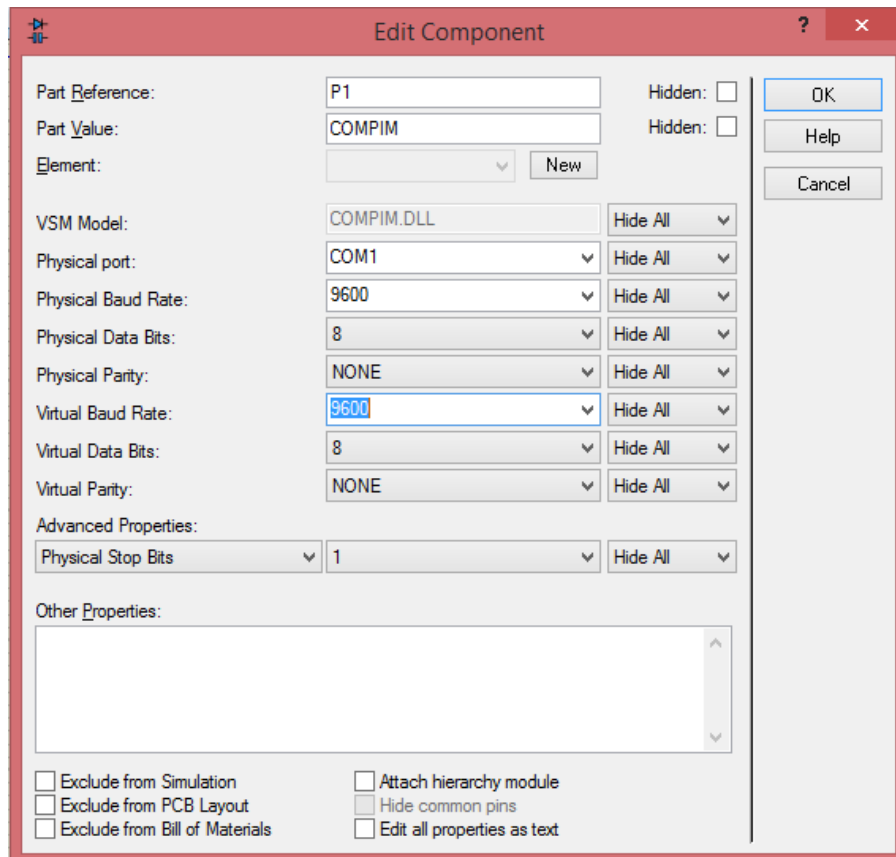 Edit Component ? ×
Part Reference: P1 Hidden:
Part Value: COMPIM Hidden:
Element: New
VSM Model: COMPIM.DLL Hide All
Physical port: COM1 Hide All
Physical Baud Rate: 9600 Hide All
Physical Data Bits: 8 Hide All
Physical Parity: NONE Hide All
Virtual Baud Rate: 9600 Hide All
Virtual Data Bits: 8 Hide All
Virtual Parity: NONE Hide All
Advanced Properties:
Physical Stop Bits 1 Hide All
Other Properties:
Exclude from Simulation Attach hierarchy module
Exclude from PCB Layout Hide common pins
Exclude from Bill of Materials Edit all properties as text
OK
Help
Cancel